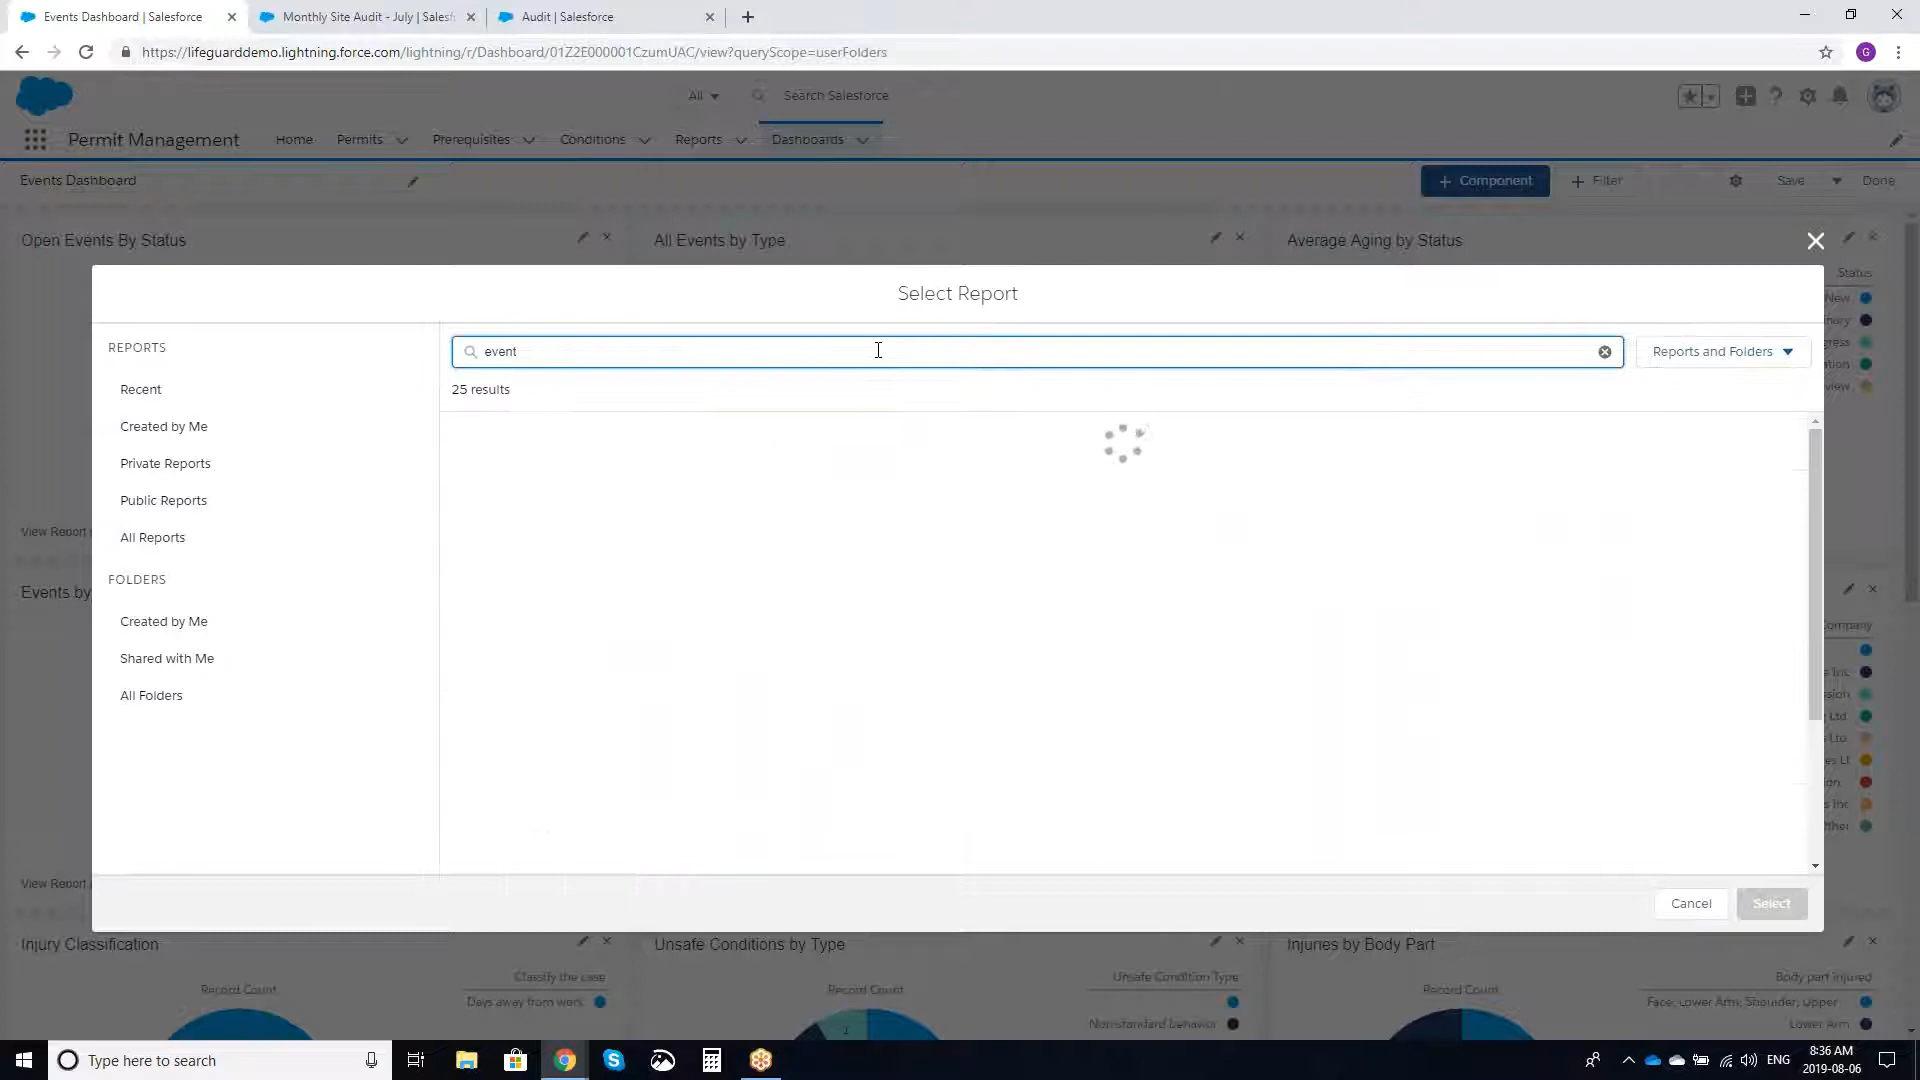 Events Dashboard | Salesforce
Monthly Site Audit - July | Salesf
Audit | Salesforce
https://lifeguarddemo.lightning.force.com/lightning/r/Dashboard/01Z2E000001CzumUAC/view?queryScope=userFolders
G
All
Search Salesforce
Permit Management
Home
Permits
Prerequisites
Conditions
Reports
Dashboards
Events Dashboard
+ Component
+ Filter
Save
Done
Open Events By Status
All Events by Type
Average Aging by Status
Status
New
Select Report
REPORTS
event
Reports and Folders
Recent
25 results
Created by Me
Private Reports
Public Reports
All Reports
View Report
FOLDERS
Events by
Created by Me
Shared with Me
All Folders
View Report
Cancel
Select
Injury Classification
Unsafe Conditions by Type
Injuries by Body Part
Classify the case
Unsafe Condition Type
Body part injured
Record Count
Days away from work
Record Count
Record Count
Face; Lower Arm; Shoulder; Upper
Non-standard behavior
Lower Arm
1
Type here to search
ENG
8:36 AM
2019-08-06